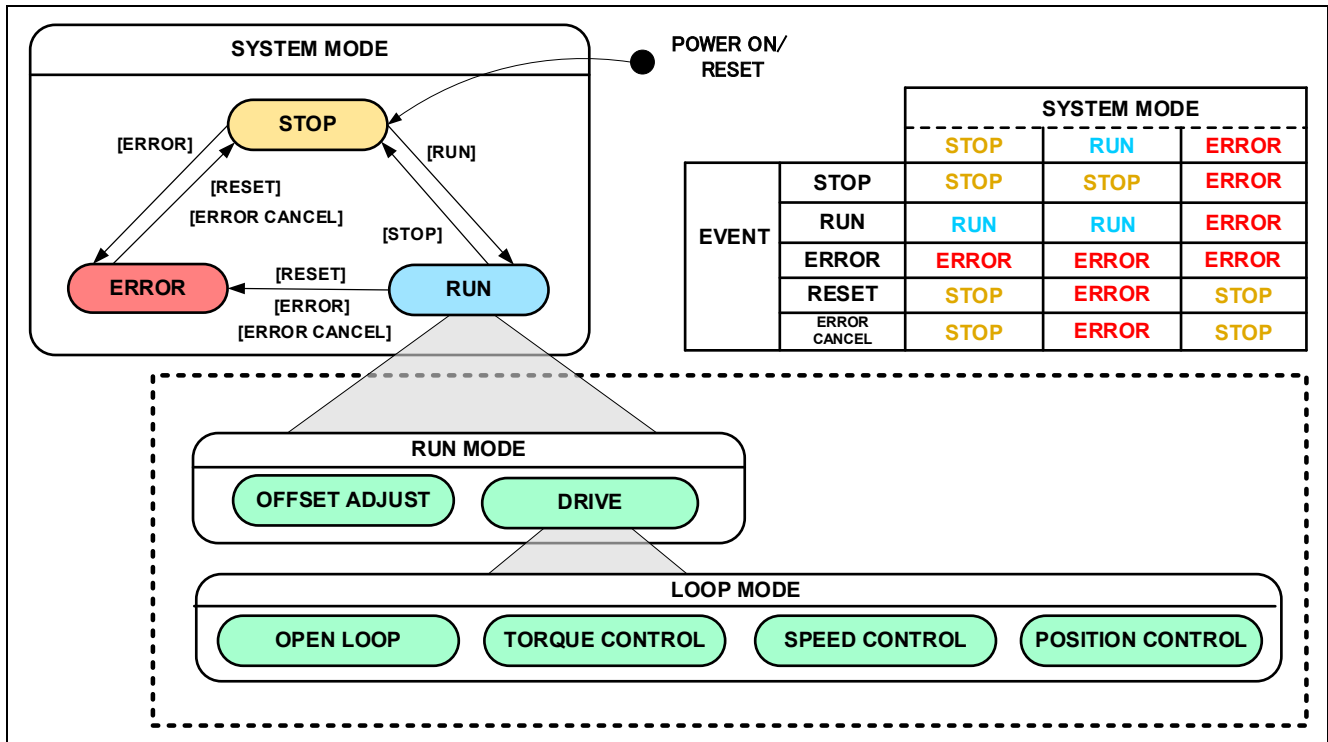 SYSTEM MODE
POWER ON/
RESET
STOP
[ERROR]
[RUN]
[RESET]
[ERROR CANCEL]
[STOP]
ERROR
[RESET]
RUN
[ERROR]
[ERROR CANCEL]
SYSTEM MODE
STOP RUN ERROR
EVENT
STOP STOP STOP ERROR
RUN RUN RUN ERROR
ERROR ERROR ERROR ERROR
RESET STOP ERROR STOP
ERROR
CANCEL STOP ERROR STOP
RUN MODE
OFFSET ADJUST DRIVE
LOOP MODE
OPEN LOOP TORQUE CONTROL SPEED CONTROL POSITION CONTROL